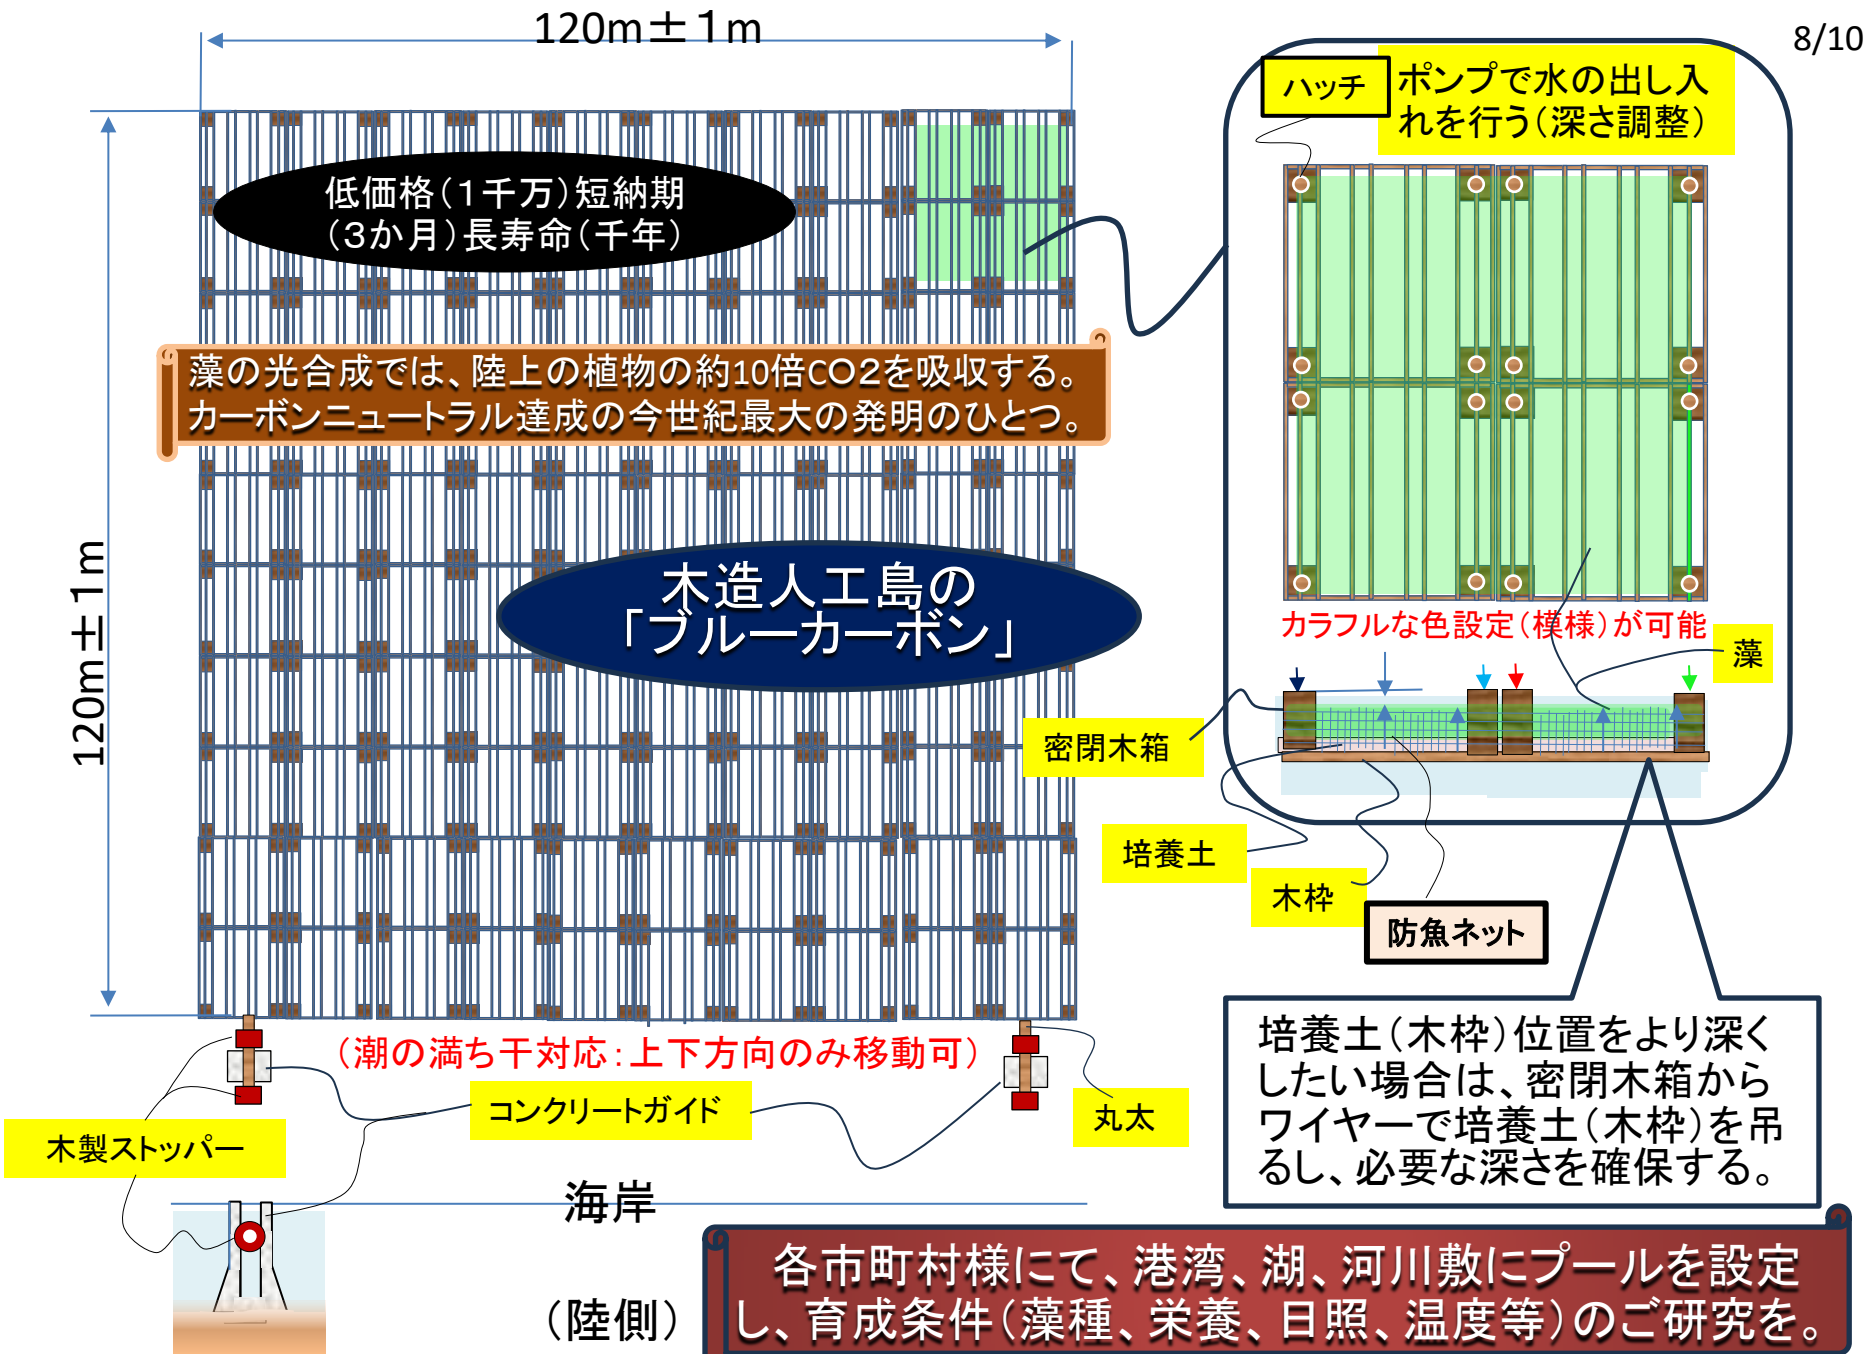 120m±1m
8/10
ハッチ
ポンプで水の出し入
れを行う(深さ調整)
低価格(1千万)短納期
(3か月)長寿命(千年)
藻の光合成では、陸上の植物の約10倍CO2を吸収する。
カーボンニュートラル達成の今世紀最大の発明のひとつ。
120m±1m
木造人工島の
「ブルーカーボン」
カラフルな色設定(模様)が可能
藻
密閉木箱
培養土
木枠
防魚ネット
(潮の満ち干対応:上下方向のみ移動可)
コンクリートガイド
丸太
木製ストッパー
培養土(木枠)位置をより深く
したい場合は、密閉木箱から
ワイヤーで培養土(木枠)を吊
るし、必要な深さを確保する。
海岸
(陸側)
各市町村様にて、港湾、湖、河川敷にプールを設定
し、育成条件(藻種、栄養、日照、温度等)のご研究を。